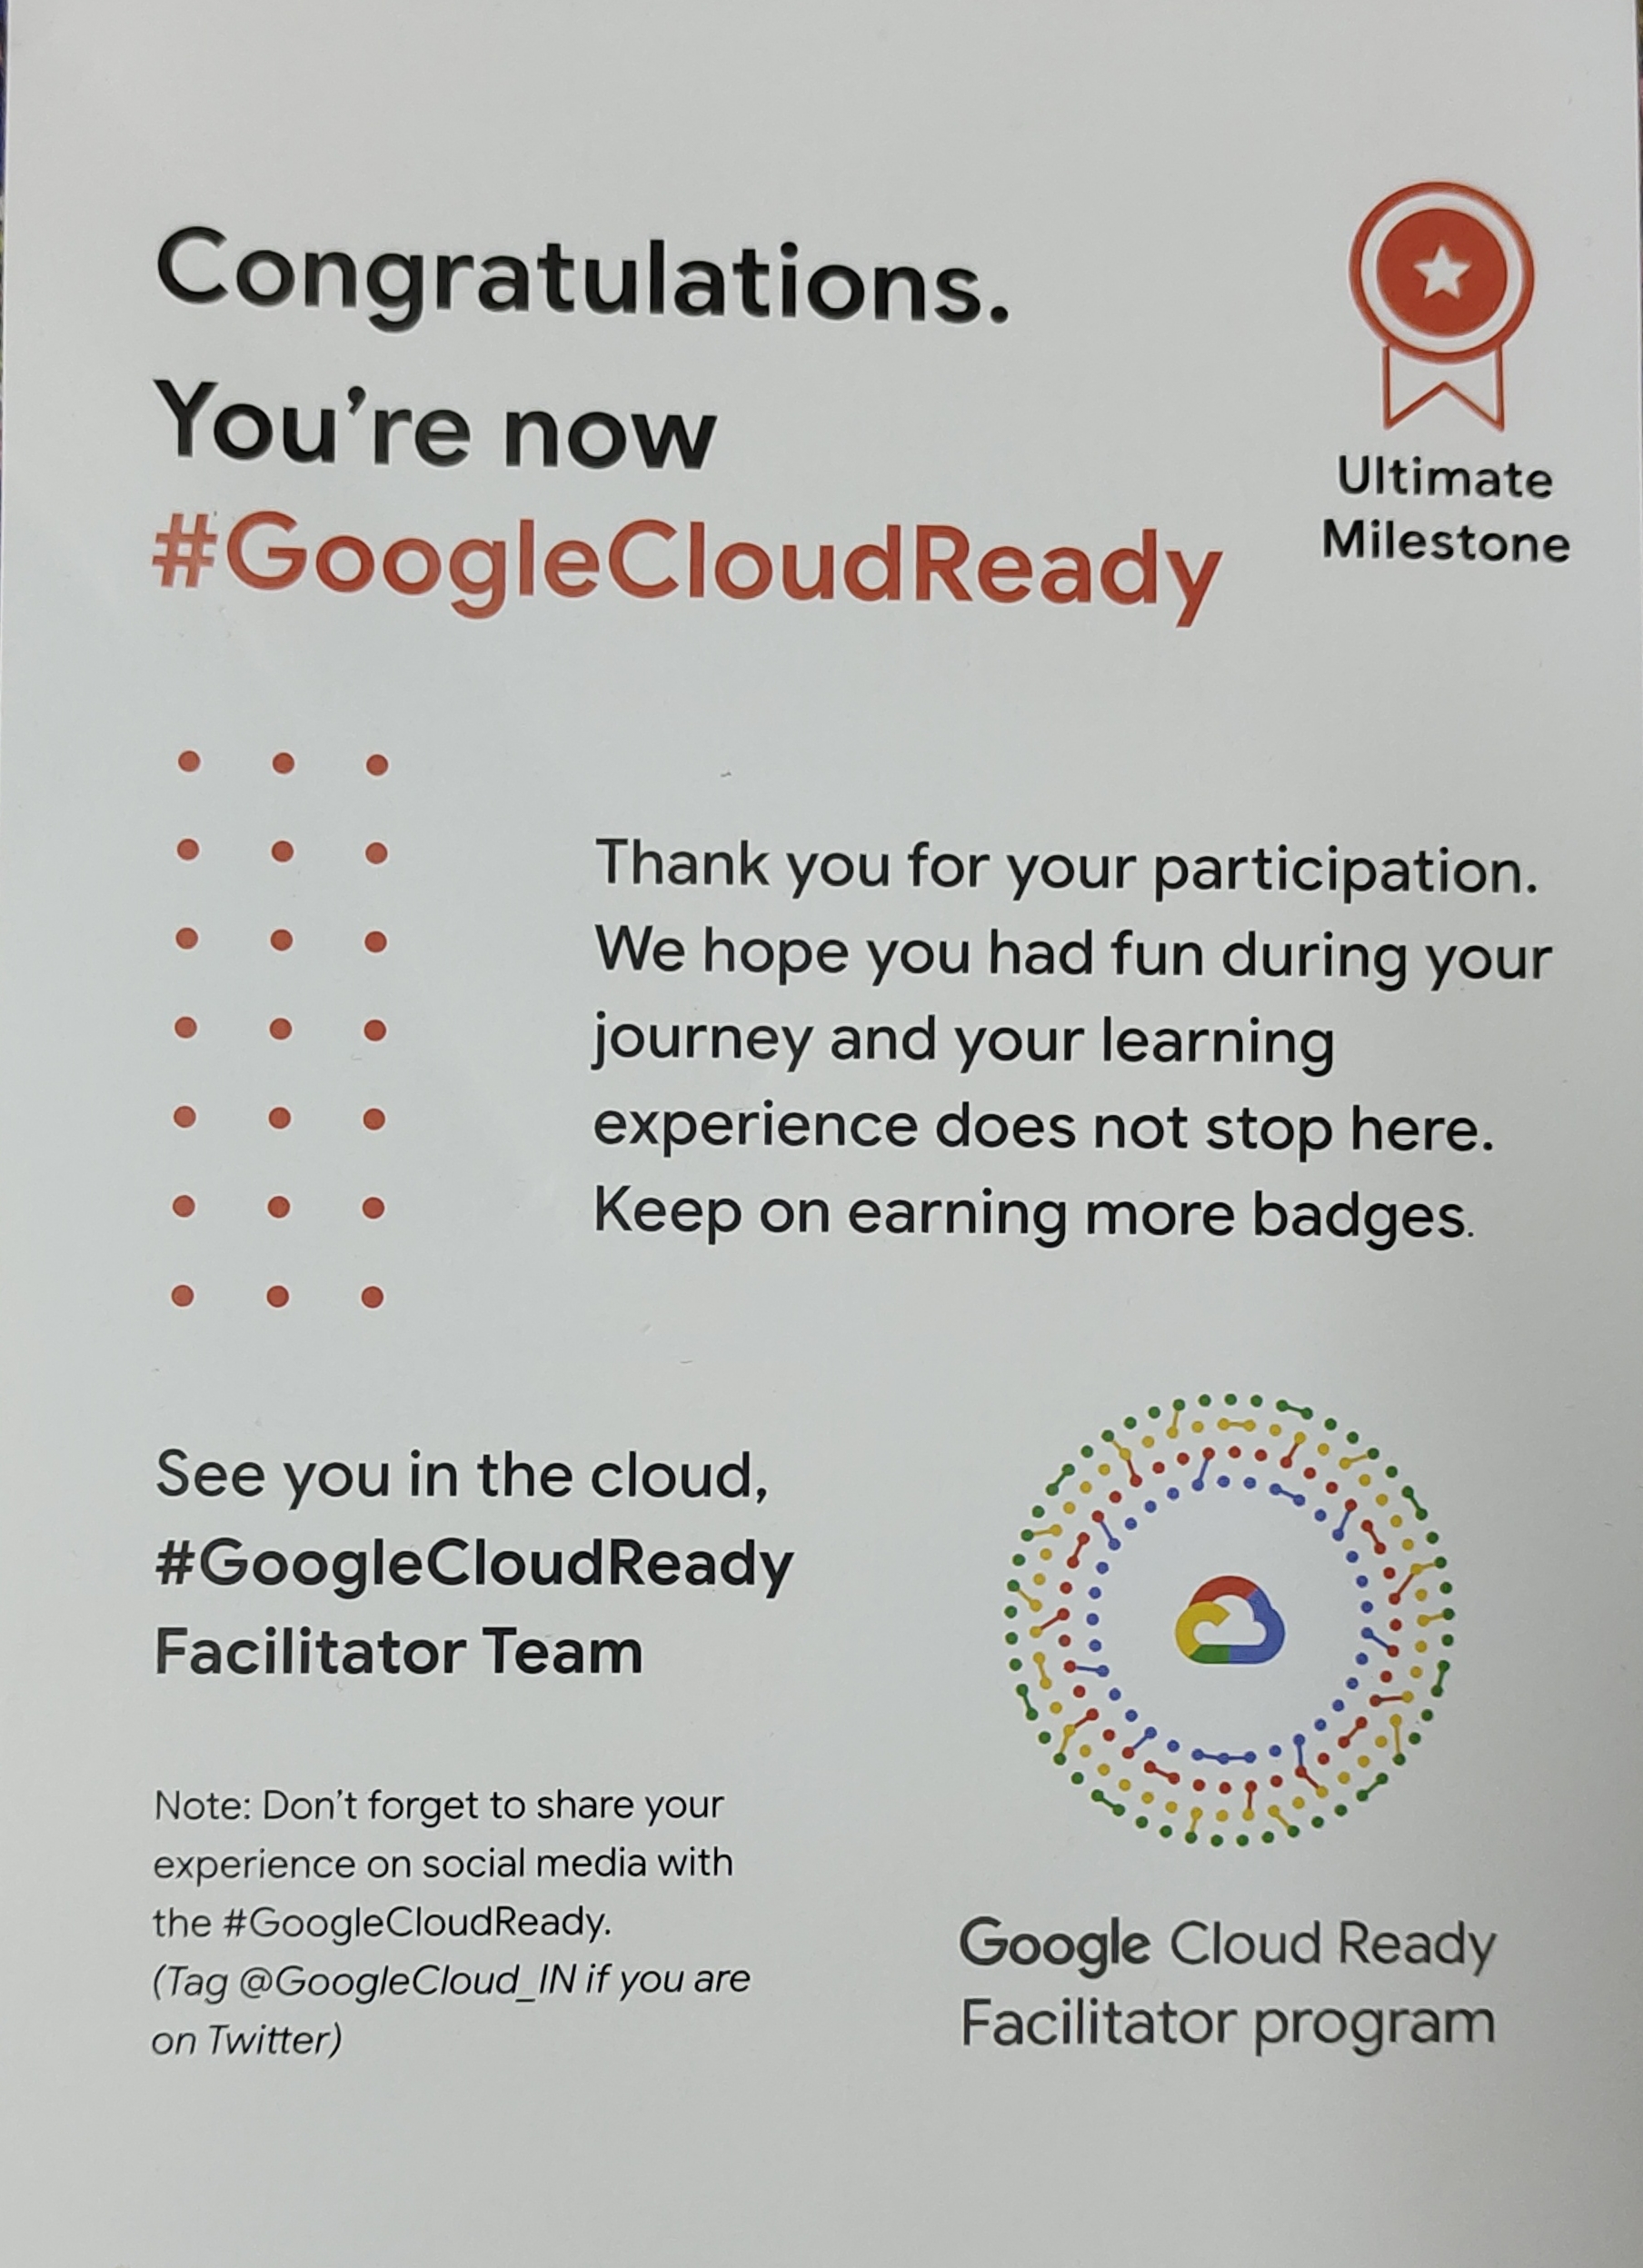 Congratulations.
You're now
#GoogleCloudReady
Ultimate
Milestone
Thank you for your participation.
We hope you had fun during your
journey and your learning
experience does not stop here.
Keep on earning more badges.
See you in the cloud,
#GoogleCloudReady
Facilitator Team
Note: Don't forget to share your
experience on social media with
the #GoogleCloudReady.
(Tag @GoogleCloud_IN if you are
on Twitter)
Google Cloud Ready
Facilitator program